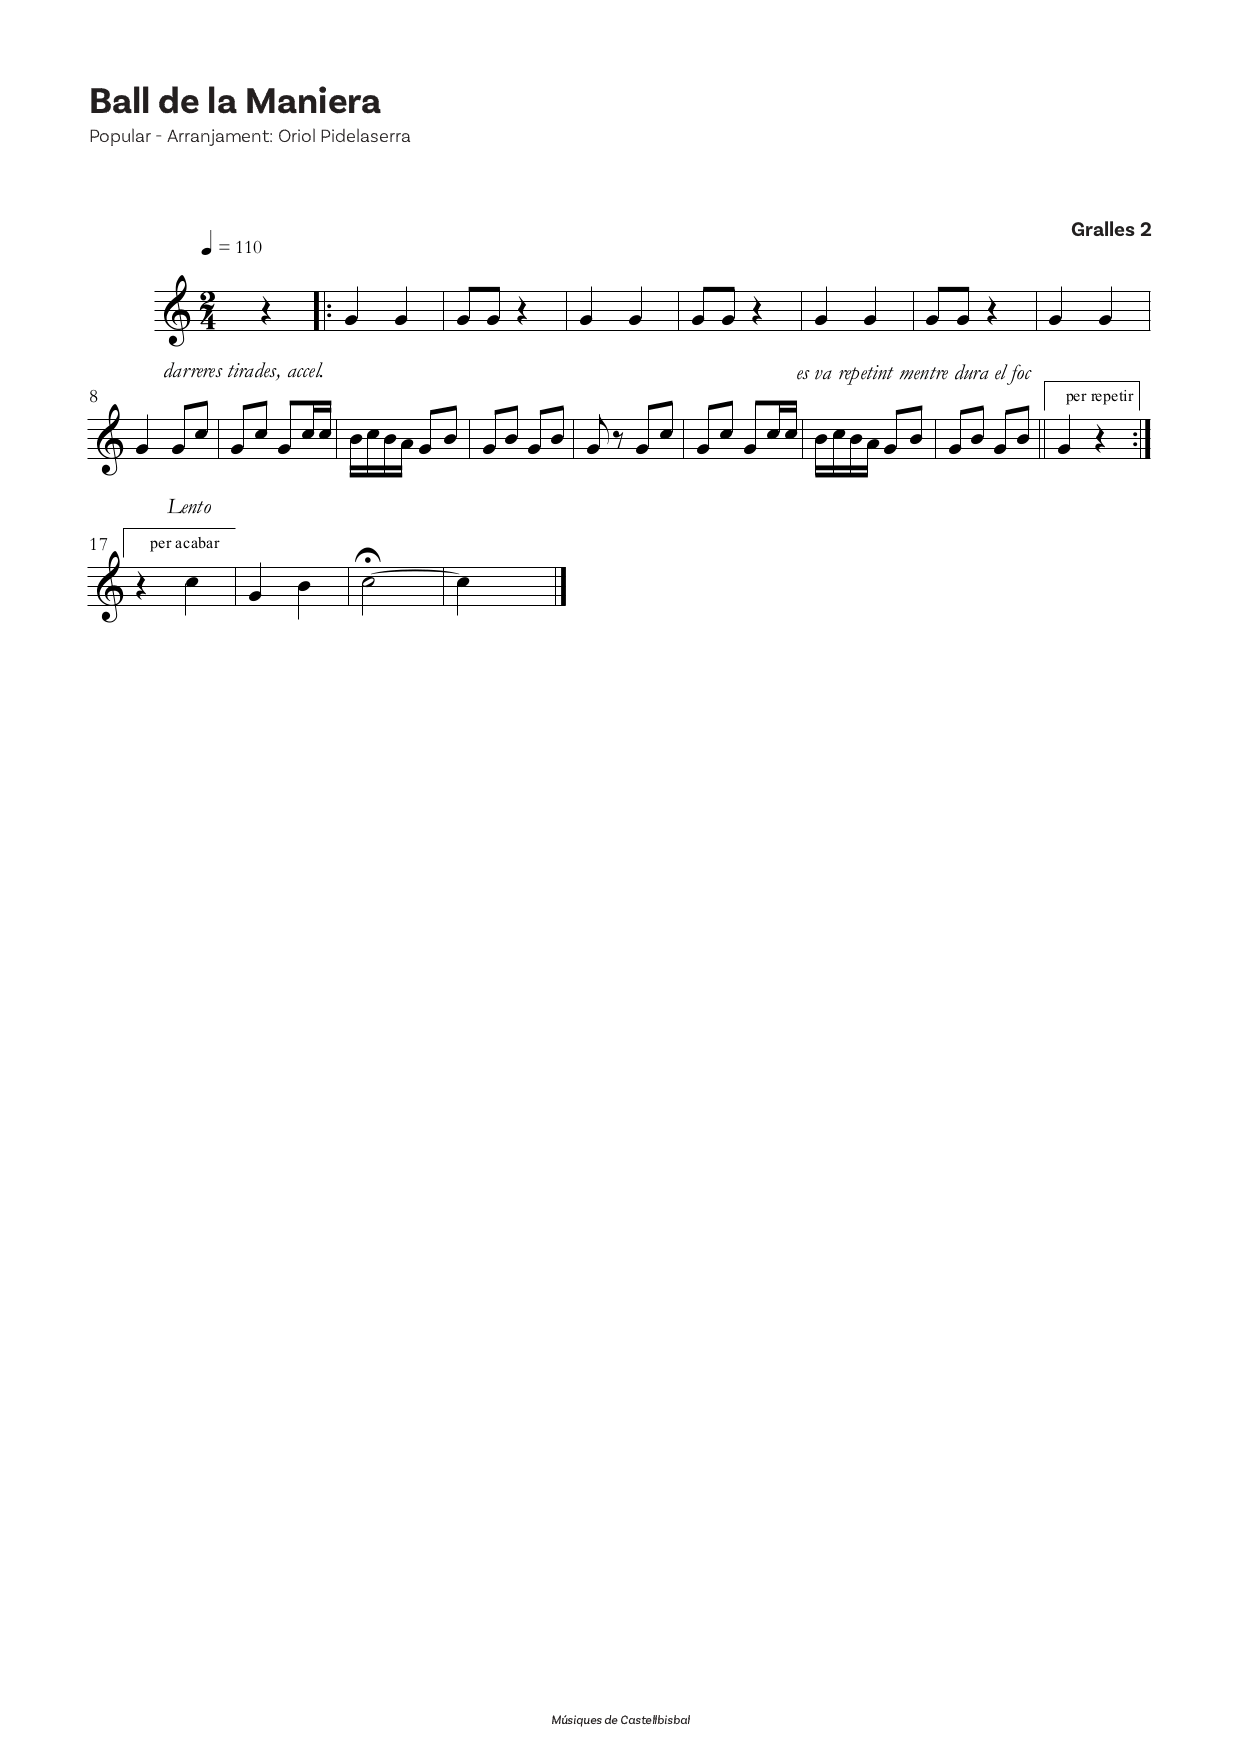 Ball de la Maniera
Popular - Arranjament: Oriol Pidelaserra
Gralles 2
= 110
2
4
darreres tirades, accel.
es va repetint mentre dura el foc
8
per repetir
Lento
17
per acabar
Músiques de Castellbisbal